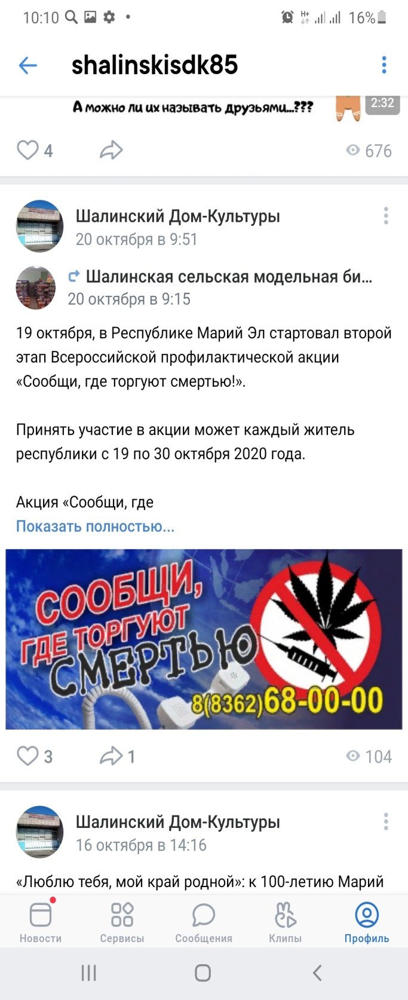 10:10
H+
16%
shalinskisdk85
А можно ли их называть друзьями...???
2:32
4
676
Шалинский Дом-Культуры
20 октября в 9:51
Шалинская сельская модельная би...
20 октября в 9:15
19 октября, в Республике Марий Эл стартовал второй
этап Всероссийской профилактической акции
«Сообщи, где торгуют смертью!».
Принять участие в акции может каждый житель
республики с 19 по 30 октября 2020 года.
Акция «Сообщи, где
Показать полностью...
СООБЩИ,
ГДЕ ТОРГУЮТ
СМЕРТЬЮ
8(8362)68-00-00
3
1
104
Шалинский Дом-Культуры
16 октября в 14:16
«Люблю тебя, мой край родной»: к 100-летию Марий
Новости
Сервисы
Сообщения
Клипы
Профиль